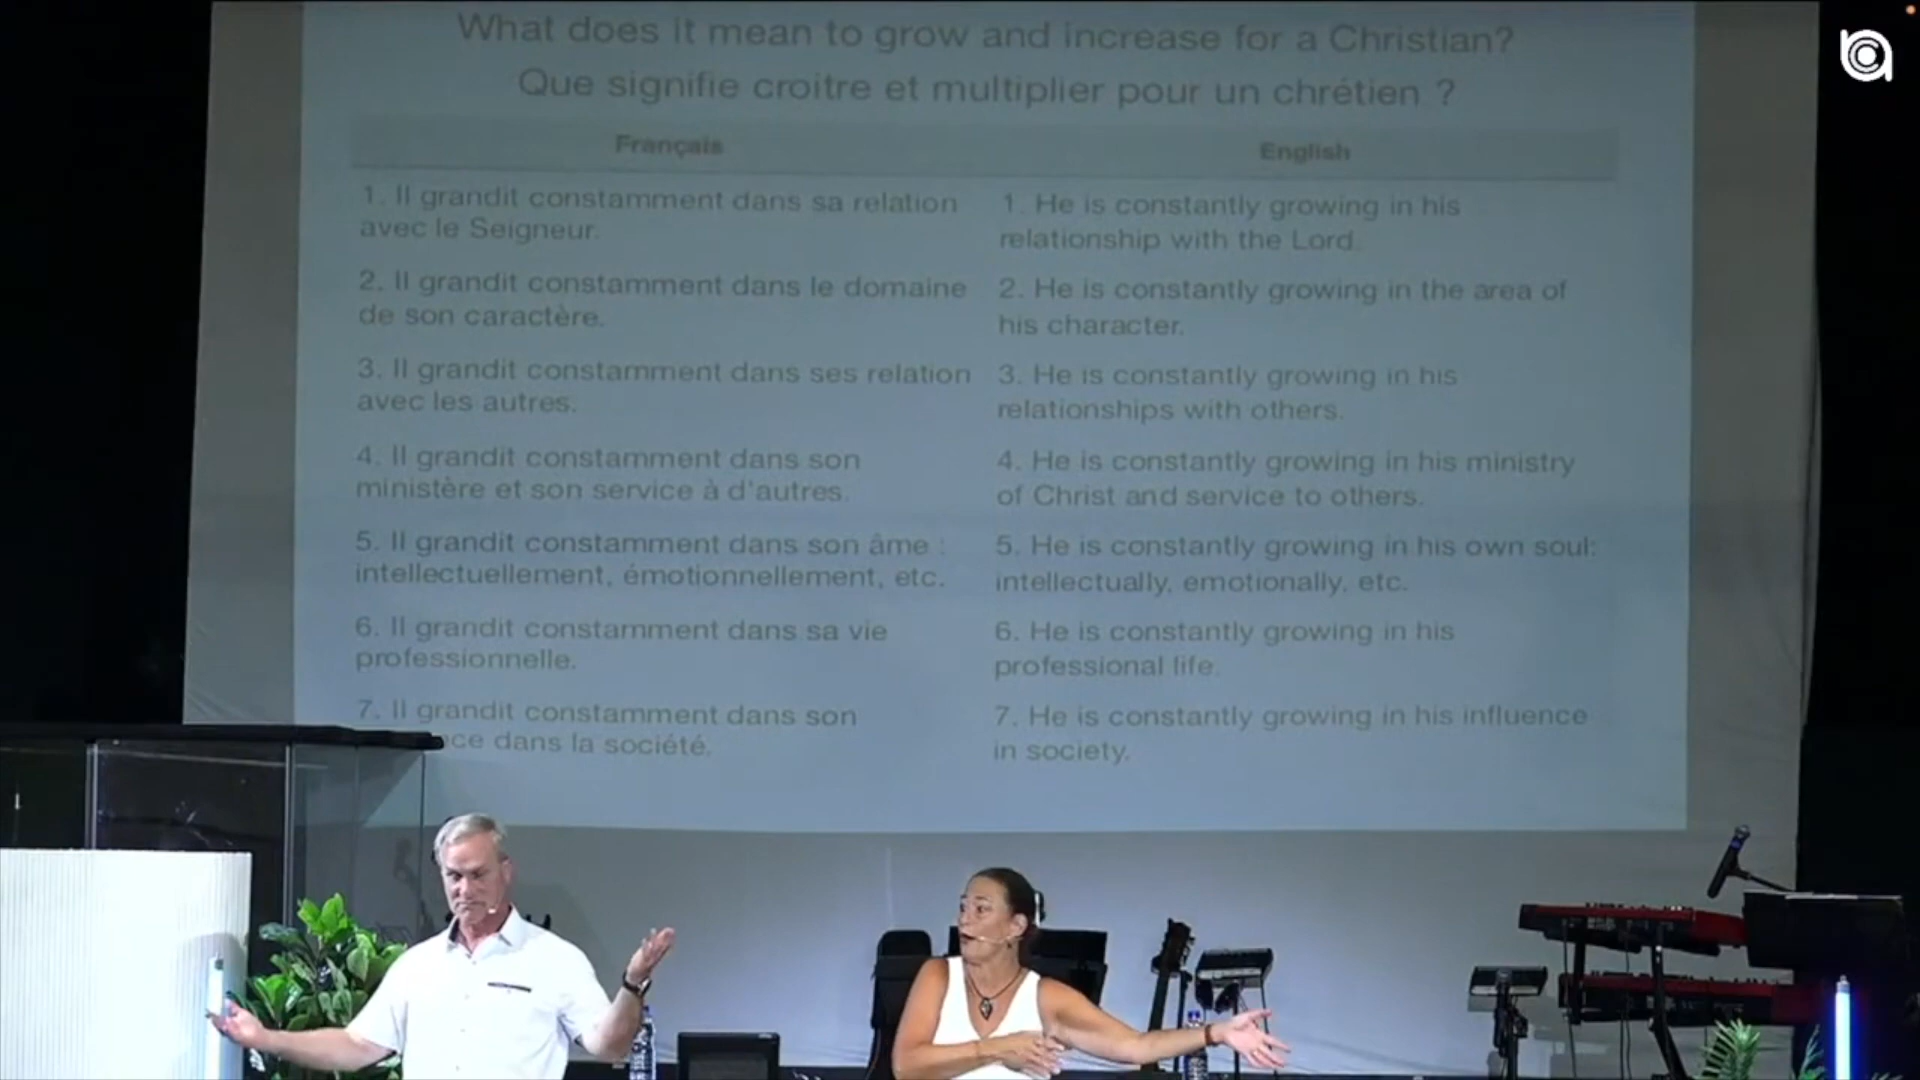 What does it mean to grow and increase for a Christian?
Que signifie croitre et multiplier pour un chrétien ?
Français
English
1. Il grandit constamment dans sa relation
avec le Seigneur.
1. He is constantly growing in his
relationship with the Lord.
2. Il grandit constamment dans le domaine
de son caractère.
2. He is constantly growing in the area of
his character.
3. Il grandit constamment dans ses relation
avec les autres.
3. He is constantly growing in his
relationships with others.
4. Il grandit constamment dans son
ministère et son service à d'autres.
4. He is constantly growing in his ministry
of Christ and service to others.
5. Il grandit constamment dans son âme :
intellectuellement, émotionnellement, etc.
5. He is constantly growing in his own soul:
intellectually, emotionally, etc.
6. Il grandit constamment dans sa vie
professionnelle.
6. He is constantly growing in his
professional life.
7. Il grandit constamment dans son
dans la société.
7. He is constantly growing in his influence
in society.